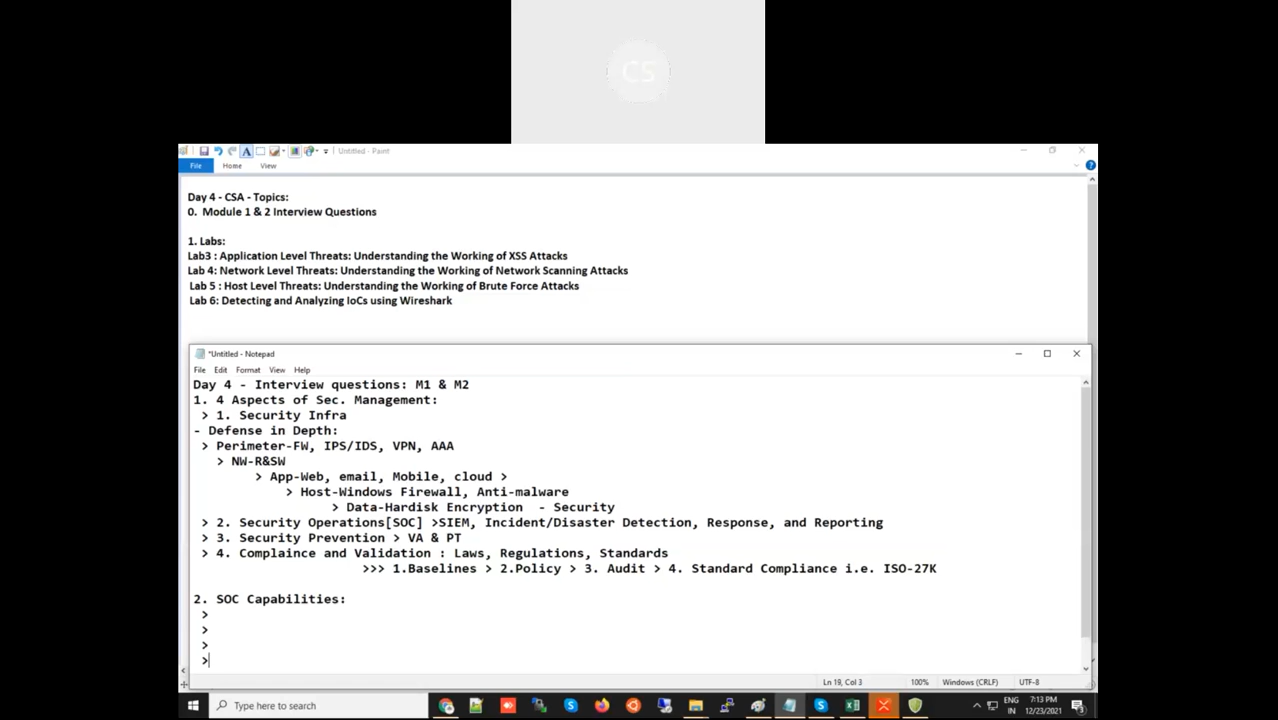 CS
Untitled - Paint
File Home View
Day 4 - CSA - Topics:
0. Module 1 & 2 Interview Questions
1. Labs:
Lab3 : Application Level Threats: Understanding the Working of XSS Attacks
Lab 4: Network Level Threats: Understanding the Working of Network Scanning Attacks
Lab 5 : Host Level Threats: Understanding the Working of Brute Force Attacks
Lab 6: Detecting and Analyzing IoCs using Wireshark
*Untitled - Notepad
File Edit Format View Help
Day 4 - Interview questions: M1 & M2
1. 4 Aspects of Sec. Management:
> 1. Security Infra
- Defense in Depth:
> Perimeter-FW, IPS/IDS, VPN, AAA
> NW-R&SW
> App-Web, email, Mobile, cloud >
> Host-Windows Firewall, Anti-malware
> Data-Hardisk Encryption - Security
> 2. Security Operations[SOC] >SIEM, Incident/Disaster Detection, Response, and Reporting
> 3. Security Prevention > VA & PT
> 4. Complaince and Validation : Laws, Regulations, Standards
>>> 1.Baselines > 2.Policy > 3. Audit > 4. Standard Compliance i.e. ISO-27K
2. SOC Capabilities:
>
>
>
>
Ln 19, Col 3 100% Windows (CRLF) UTF-8
Type here to search
ENG 7:13 PM
IN 12/23/2021